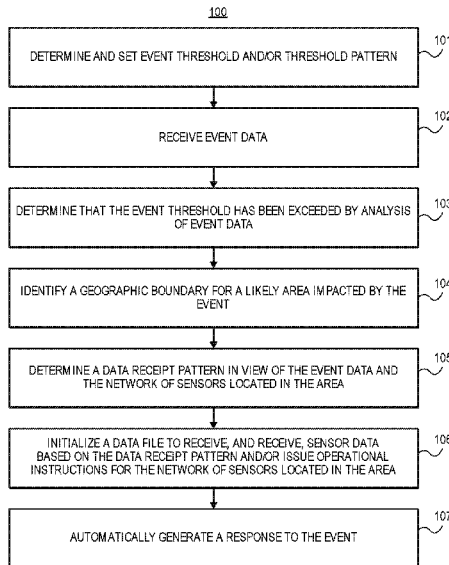 100
DETERMINE AND SET EVENT THRESHOLD AND/OR THRESHOLD PATTERN
101
RECEIVE EVENT DATA
102
DETERMINE THAT THE EVENT THRESHOLD HAS BEEN EXCEEDED BY ANALYSIS
OF EVENT DATA
103
IDENTIFY A GEOGRAPHIC BOUNDARY FOR A LIKELY AREA IMPACTED BY THE
EVENT
104
DETERMINE A DATA RECEIPT PATTERN IN VIEW OF THE EVENT DATA AND
THE NETWORK OF SENSORS LOCATED IN THE AREA
105
INITIALIZE A DATA FILE TO RECEIVE, AND RECEIVE, SENSOR DATA
BASED ON THE DATA RECEIPT PATTERN AND/OR ISSUE OPERATIONAL
INSTRUCTIONS FOR THE NETWORK OF SENSORS LOCATED IN THE AREA
106
AUTOMATICALLY GENERATE A RESPONSE TO THE EVENT
107